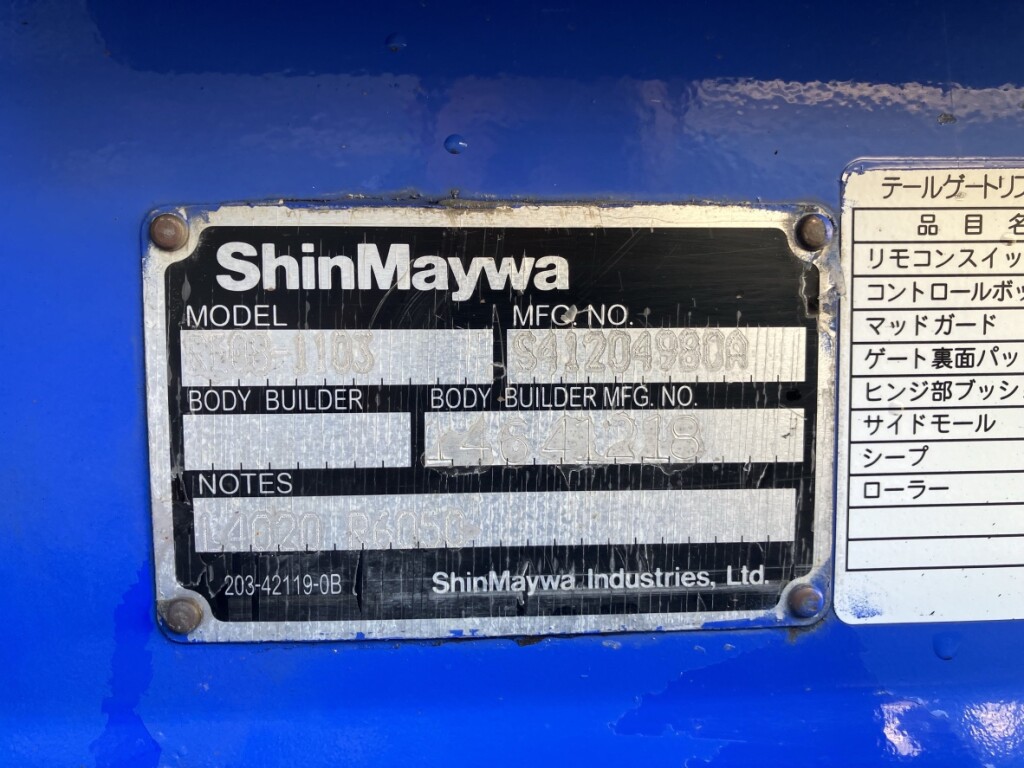 ShinMaywa
MODEL
MFG. NO.
1103
S41204980A
BODY BUILDER
BODY BUILDER MFG. NO.
14641218
NOTES
L4020 R6050
203-42119-0B
ShinMaywa Industries, Ltd.
テールゲートリフ
品目名
リモコンスイッ
コントロールボッ
マッドガード
ゲート裏面パッ
ヒンジ部ブッシ
サイドモール
シープ
ローラー